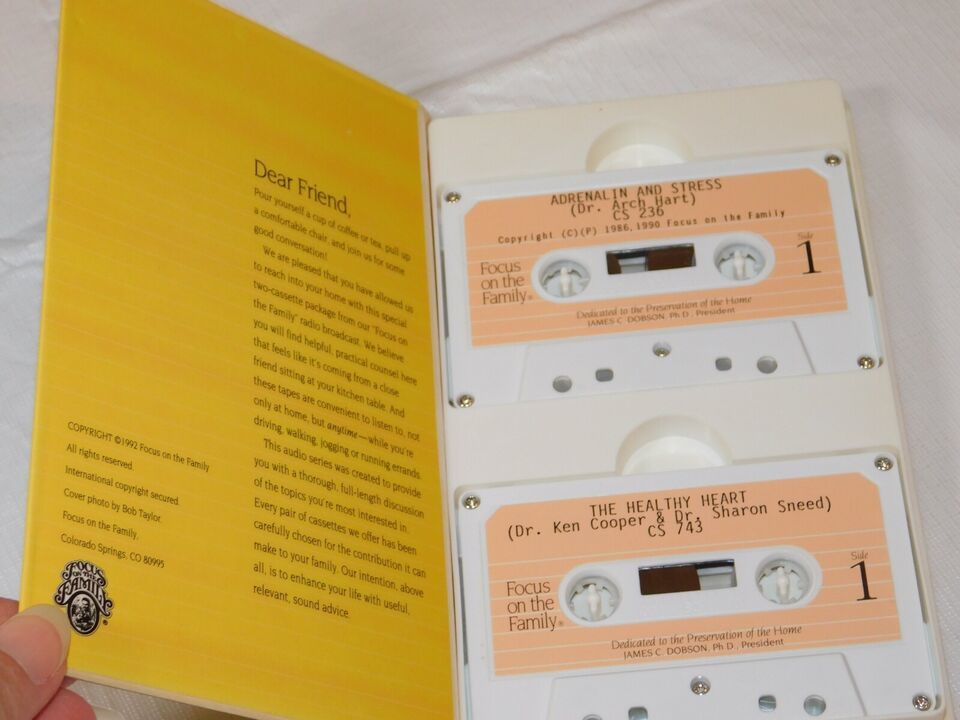 Dear Friend,
Pour yourself a cup of coffee or tea, pull up
a comfortable chair, and join us for some
good conversation!
We are pleased that you have allowed us
to reach into your home with this special
two-cassette package from our "Focus on
the Family" radio broadcast. We believe
you will find helpful, practical counsel here
that feels like it's coming from a close
friend sitting at your kitchen table. And
these tapes are convenient to listen to, not
only at home, but anytime—while you're
driving, walking, jogging or running errands.
This audio series was created to provide
you with a thorough, full-length discussion
of the topics you're most interested in.
Every pair of cassettes we offer has been
carefully chosen for the contribution it can
make to your family. Our intention, above
all, is to enhance your life with useful,
relevant, sound advice.
COPYRIGHT ©1992 Focus on the Family
All rights reserved.
International copyright secured.
Cover photo by Bob Taylor.
Focus on the Family,
Colorado Springs, CO 80995
FOCUS
ON THE
FAMILY
ADRENALIN AND STRESS
(Dr. Arch Hart)
CS 236
Copyright (C)(P) 1986,1990 Focus on the Family
Focus
on the
Family®
Side
1
Dedicated to the Preservation of the Home
JAMES C. DOBSON, Ph.D., President
THE HEALTHY HEART
(Dr. Ken Cooper & Dr. Sharon Sneed)
CS 743
Focus
on the
Family®
Side
1
Dedicated to the Preservation of the Home
JAMES C. DOBSON, Ph.D., President